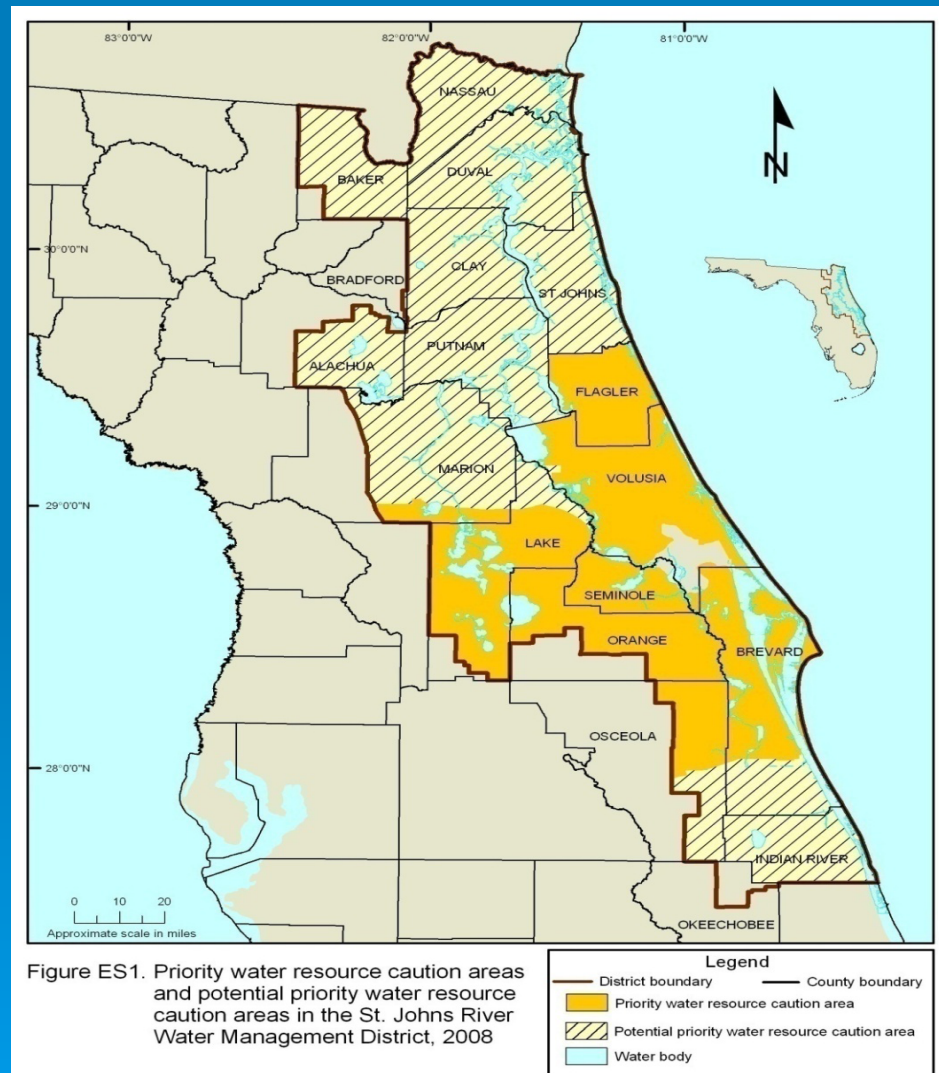 83°0'0"W
82°0'0"W
81°0'0"W
NASSAU
N
BAKER
DUVAL
30°0'0"N
BRADFORD
CLAY
ST JOHNS
ALACHUA
PUTNAM
FLAGLER
MARION
VOLUSIA
29°0'0"N
LAKE
SEMINOLE
ORANGE
BREVARD
OSCEOLA
28°0'0"N
INDIAN RIVER
0 10 20
Approximate scale in miles
OKEECHOBEE
Figure ES1. Priority water resource caution areas
and potential priority water resource
caution areas in the St. Johns River
Water Management District, 2008
Legend
District boundary
County boundary
Priority water resource caution area
Potential priority water resource caution area
Water body